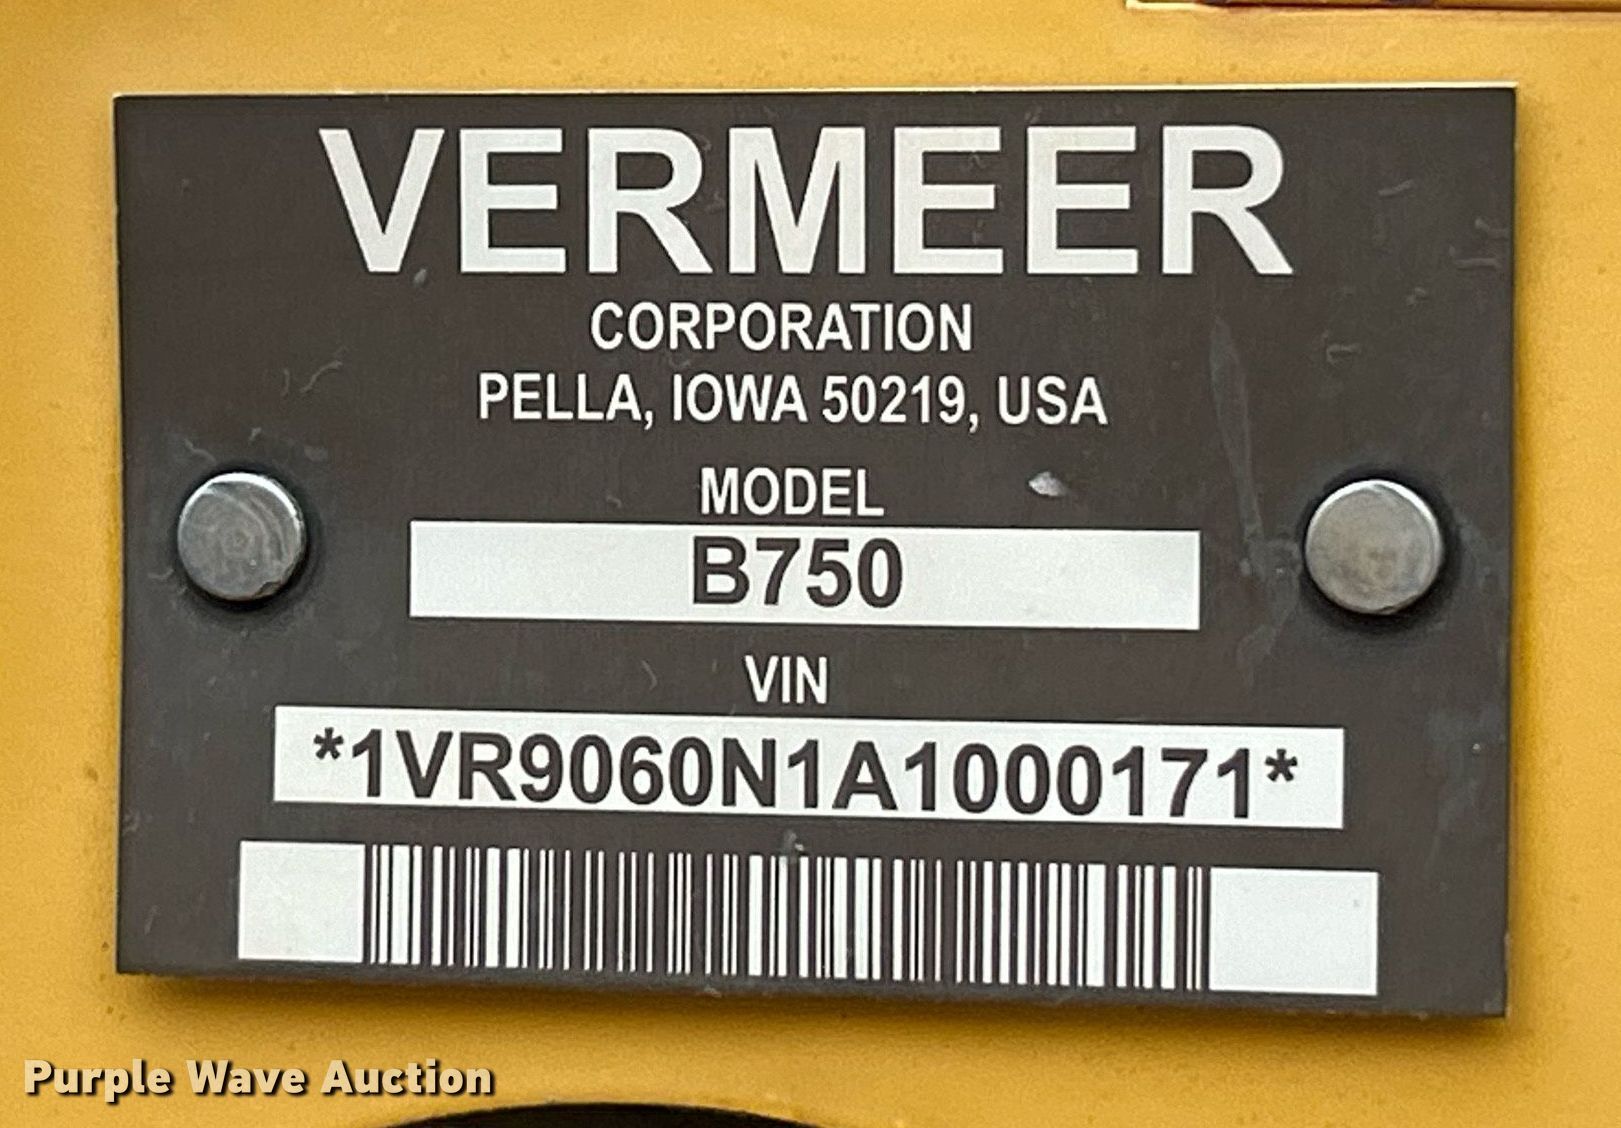 VERMEER
CORPORATION
PELLA, IOWA 50219, USA
MODEL
B750
VIN
*1VR9060N1A1000171*
Purple Wave Auction